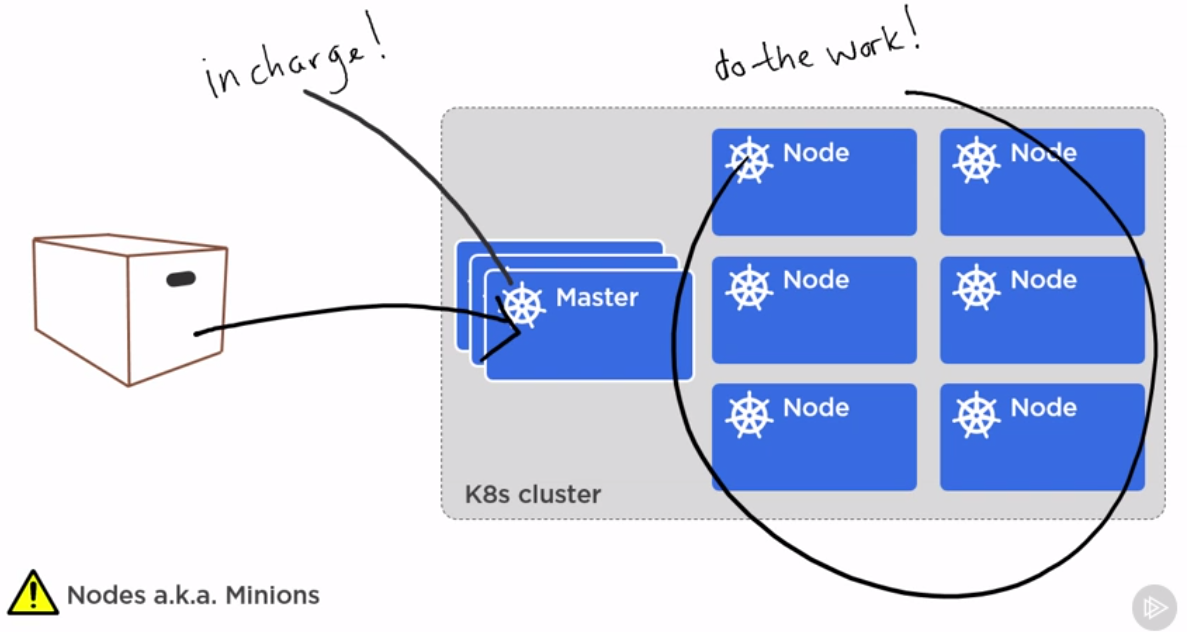 in charge!
do the work!
Node
Node
Node
Node
Master
Node
Node
K8s cluster
Nodes a.k.a. Minions